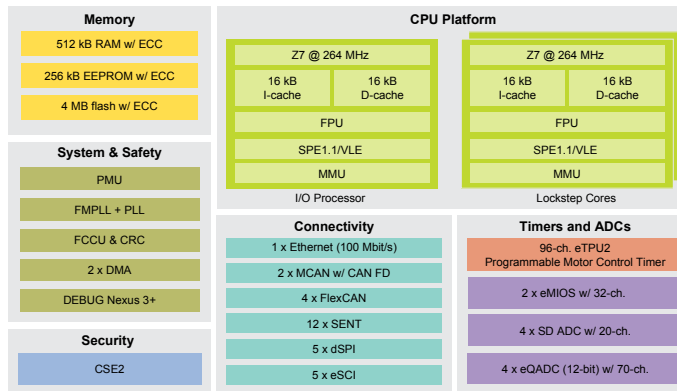 Memory
512 kB RAM w/ ECC
256 kB EEPROM w/ ECC
4 MB flash w/ ECC
System & Safety
PMU
FMPLL + PLL
FCCU & CRC
2 x DMA
DEBUG Nexus 3+
Security
CSE2
CPU Platform
Z7 @ 264 MHz
16 kB
I-cache
16 kB
D-cache
FPU
SPE1.1/VLE
MMU
I/O Processor
Z7 @ 264 MHz
16 kB
I-cache
16 kB
D-cache
FPU
SPE1.1/VLE
MMU
Lockstep Cores
Connectivity
1 x Ethernet (100 Mbit/s)
2 x MCAN w/ CAN FD
4 x FlexCAN
12 x SENT
5 x dSPI
5 x eSCI
Timers and ADCs
96-ch. eTPU2
Programmable Motor Control Timer
2 x eMIOS w/ 32-ch.
4 x SD ADC w/ 20-ch.
4 x eQADC (12-bit) w/ 70-ch.